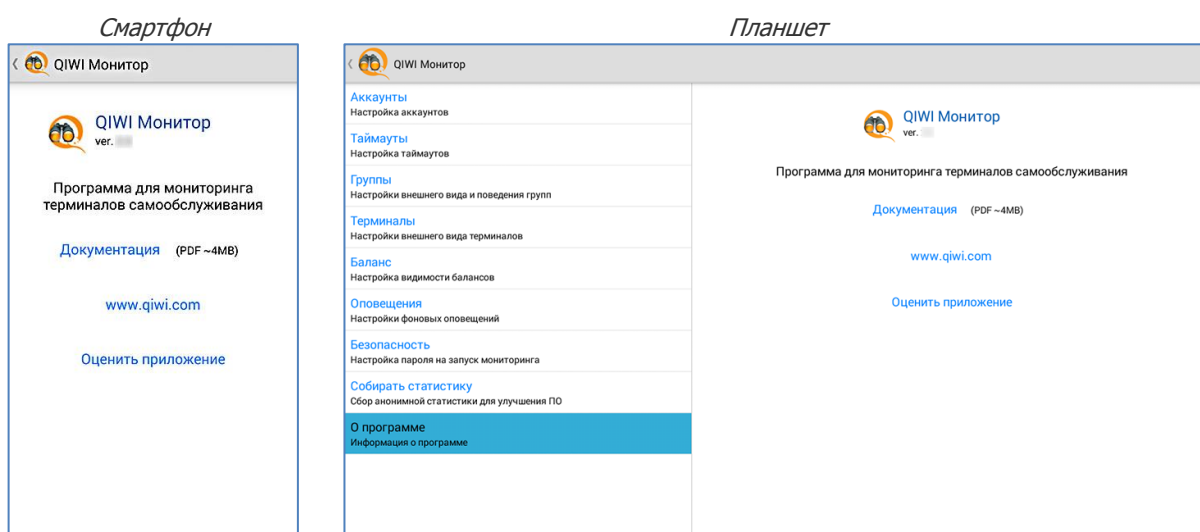 Смартфон
QIWI Монитор
QIWI Монитор
ver.
Программа для мониторинга
терминалов самообслуживания
Документация (PDF ~4MB)
www.qiwi.com
Оценить приложение
Планшет
QIWI Монитор
Аккаунты
Настройка аккаунтов
Таймауты
Настройка таймаутов
Группы
Настройки внешнего вида и поведения групп
Терминалы
Настройки внешнего вида терминалов
Баланс
Настройка видимости балансов
Оповещения
Настройки фоновых оповещений
Безопасность
Настройка пароля на запуск мониторинга
Собирать статистику
Сбор анонимной статистики для улучшения ПО
О программе
Информация о программе
QIWI Монитор
ver.
Программа для мониторинга терминалов самообслуживания
Документация (PDF ~4MB)
www.qiwi.com
Оценить приложение